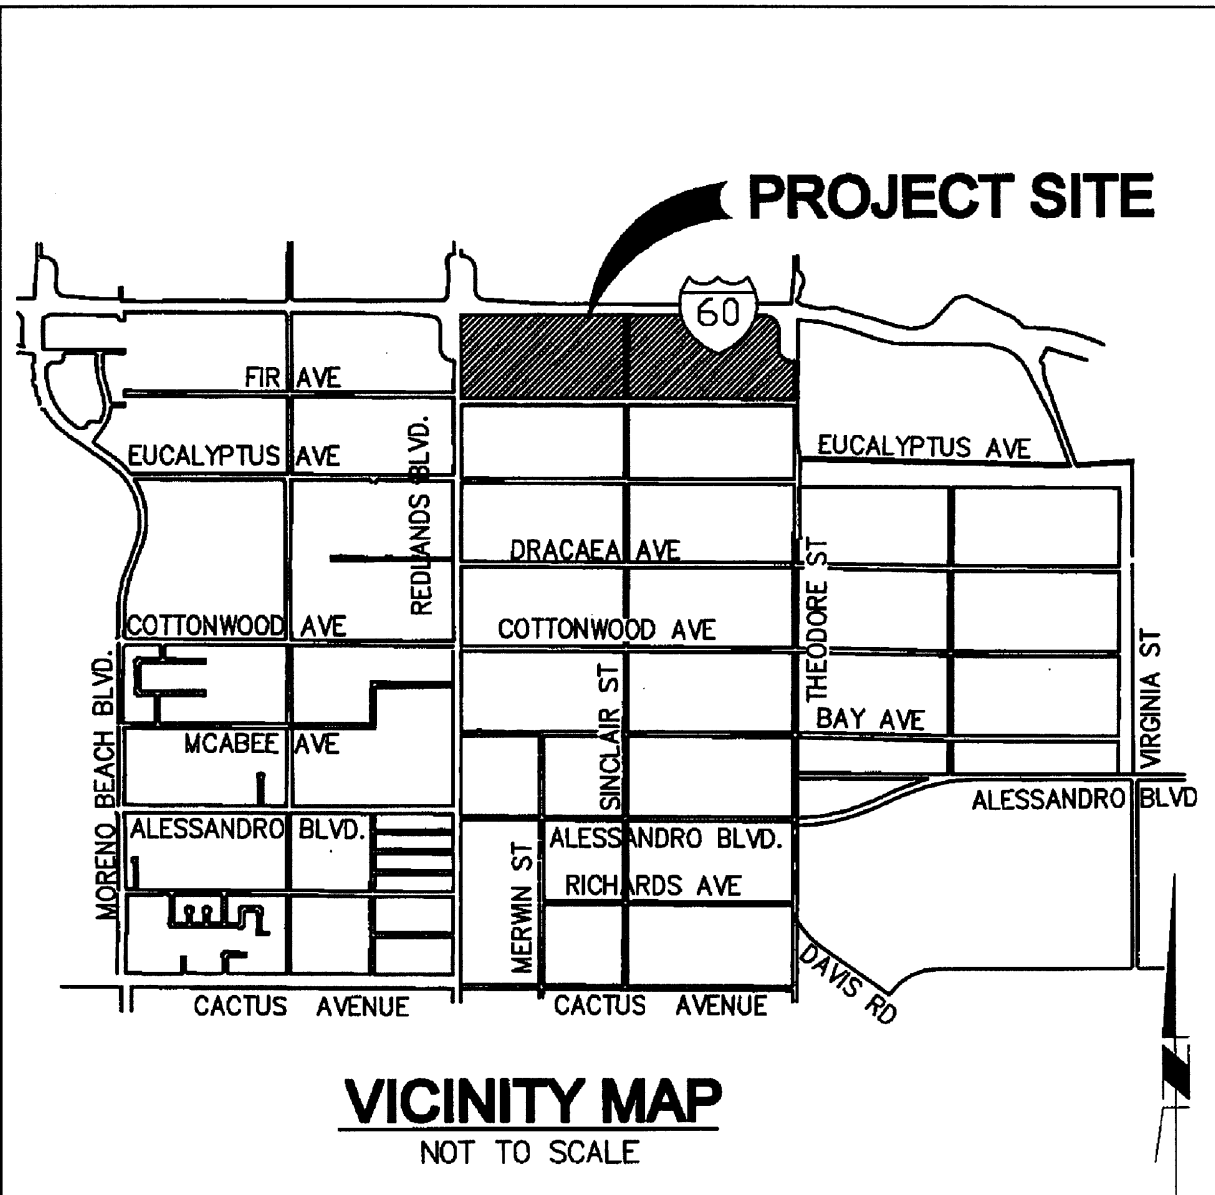 PROJECT SITE
60
FIR AVE
EUCALYPTUS AVE
EUCALYPTUS AVE
REDLANDS BLVD.
DRACAEA AVE
THEODORE ST
COTTONWOOD AVE
COTTONWOOD AVE
MORENO BEACH BLVD.
SINCLAIR ST
VIRGINIA ST
BAY AVE
MCABEE AVE
ALESSANDRO BLVD
ALESSANDRO BLVD.
ALESSANDRO BLVD.
MERWIN ST
RICHARDS AVE
DAVIS RD
CACTUS AVENUE
CACTUS AVENUE
VICINITY MAP
NOT TO SCALE
N